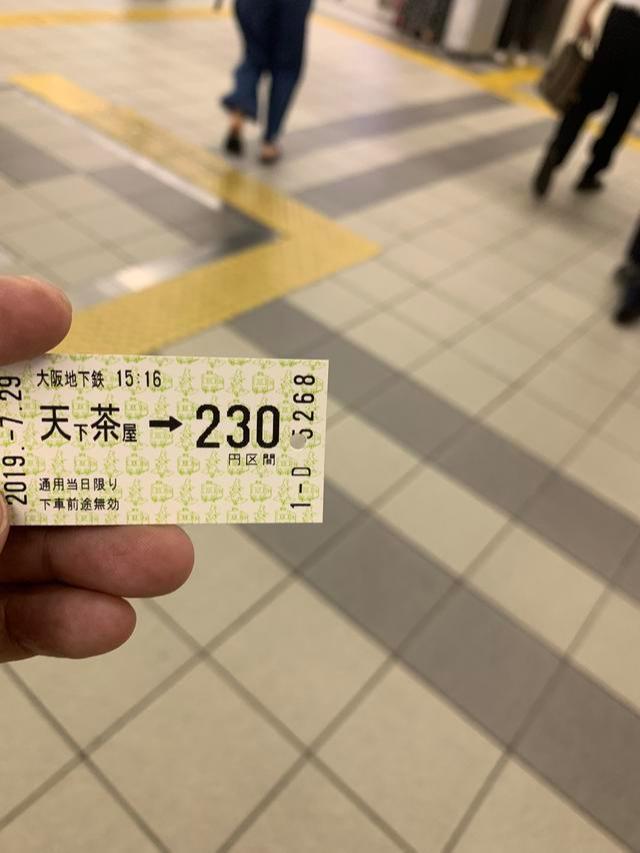 2019.-7.29
大阪地下鉄 15:16
天下茶屋 → 230
円区間
通用当日限り
下車前途無効
1-D 5268